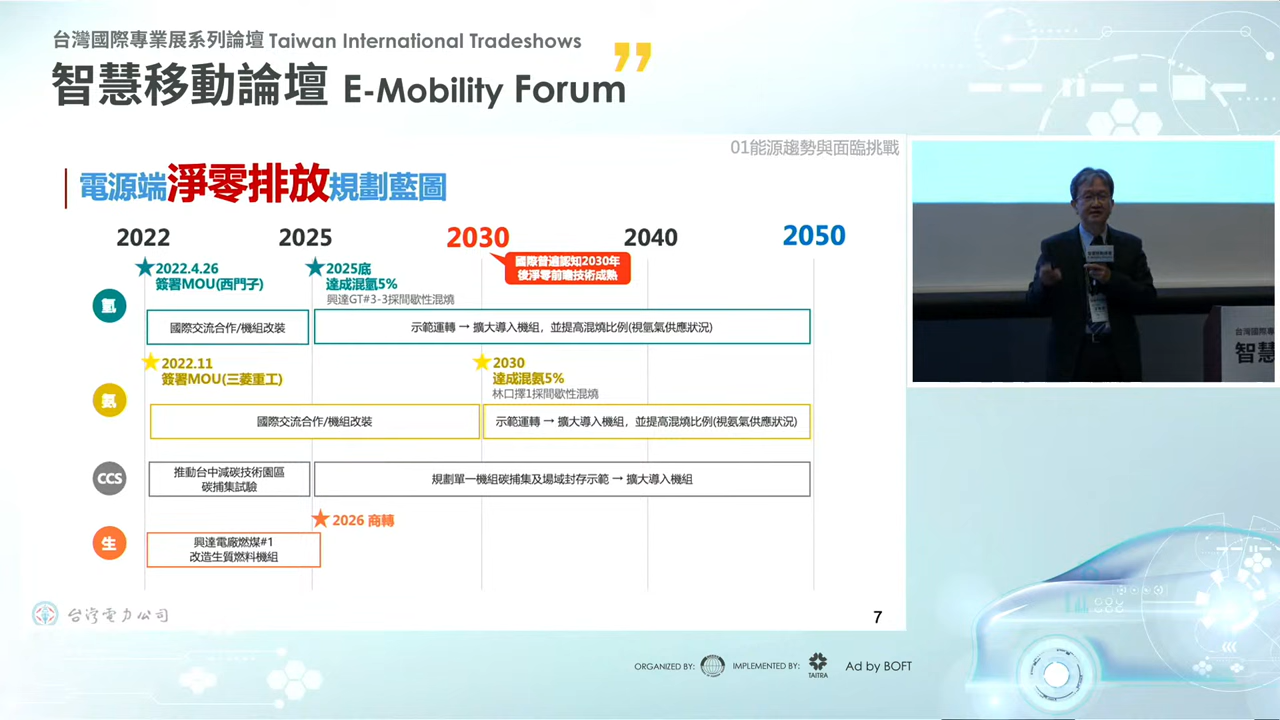 台灣國際專業展系列論壇 Taiwan International Tradeshows
智慧移動論壇 E-Mobility Forum
01能源趨勢與面臨挑戰
電源端淨零排放規劃藍圖
2022 2025 2030 2040 2050
國際普遍認知2030年
後淨零前瞻技術成熟
氫
2022.4.26
簽署MOU(西門子)
2025底
達成混氫5%
興達GT#3-3採間歇性混燒
國際交流合作/機組改裝
示範運轉 → 擴大導入機組，並提高混燒比例(視氫氣供應狀況)
氨
2022.11
簽署MOU(三菱重工)
2030
達成混氨5%
林口擇1採間歇性混燒
國際交流合作/機組改裝
示範運轉 → 擴大導入機組，並提高混燒比例(視氨氣供應狀況)
CCS
推動台中減碳技術園區
碳捕集試驗
規劃單一機組碳捕集及場域封存示範 → 擴大導入機組
生
2026 商轉
興達電廠燃煤#1
改造生質燃料機組
台灣電力公司
7
台灣國際專
智慧
ORGANIZED BY: IMPLEMENTED BY: TAITRA Ad by BOFT